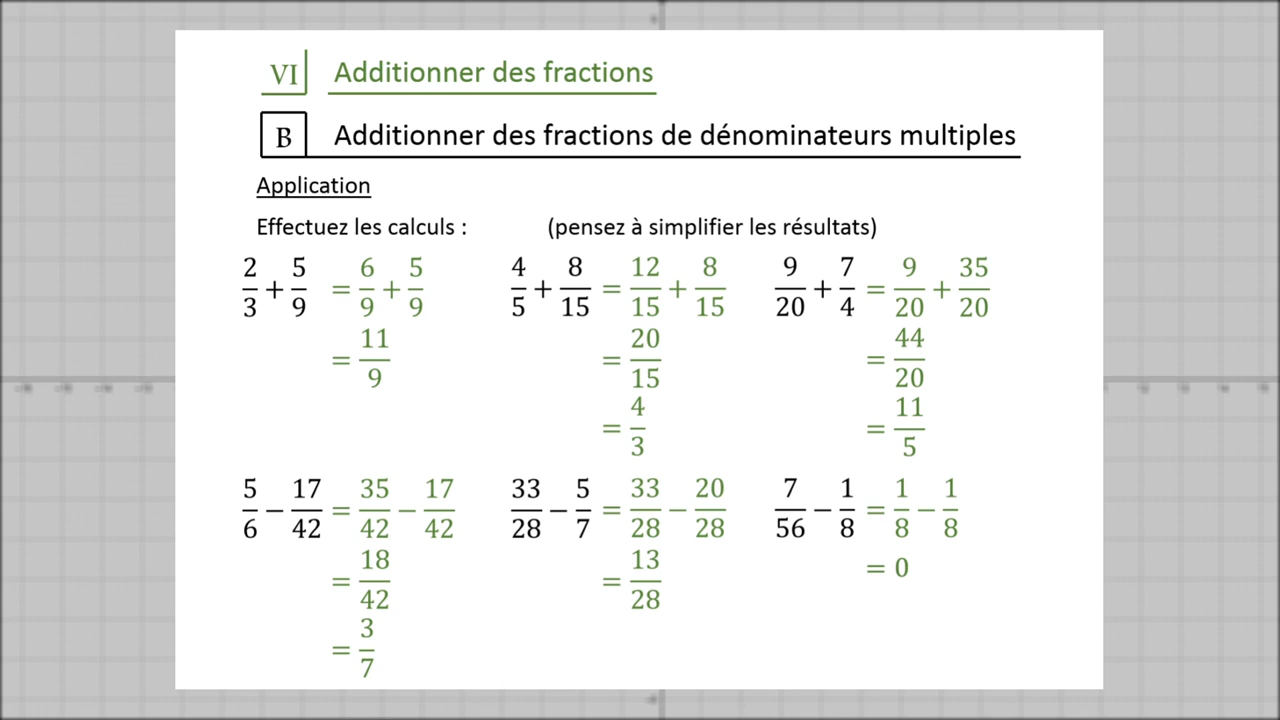 VI Additionner des fractions
B Additionner des fractions de dénominateurs multiples
Application
Effectuez les calculs : (pensez à simplifier les résultats)
2/3 + 5/9 = 6/9 + 5/9
= 11/9
4/5 + 8/15 = 12/15 + 8/15
= 20/15
= 4/3
9/20 + 7/4 = 9/20 + 35/20
= 44/20
= 11/5
5/6 − 17/42 = 35/42 − 17/42
= 18/42
= 3/7
33/28 − 5/7 = 33/28 − 20/28
= 13/28
7/56 − 1/8 = 1/8 − 1/8
= 0